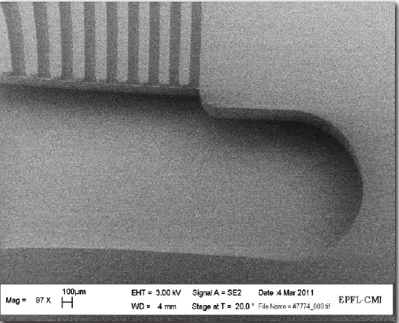 Mag = 97 X 100µm EHT = 3.00 kV Signal A = SE2 Date :4 Mar 2011 EPFL-CMI
WD = 4 mm Stage at T = 20.0 ° File Name = #7774_009.tif